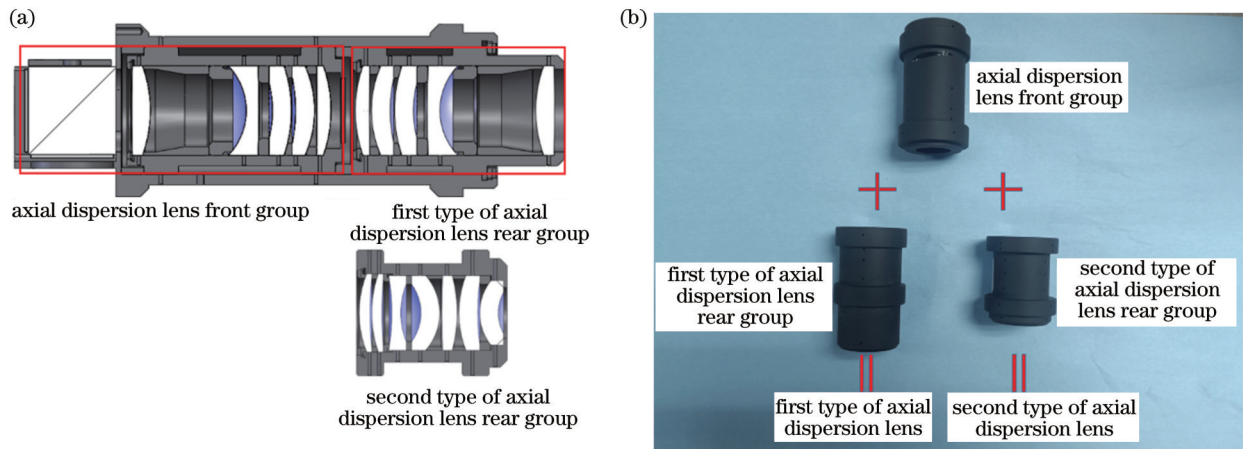 (a)
axial dispersion lens front group
first type of axial
dispersion lens rear group
second type of axial
dispersion lens rear group
(b)
axial dispersion
lens front group
first type of axial
dispersion lens
rear group
second type of
axial dispersion
lens rear group
first type of axial
dispersion lens
second type of axial
dispersion lens